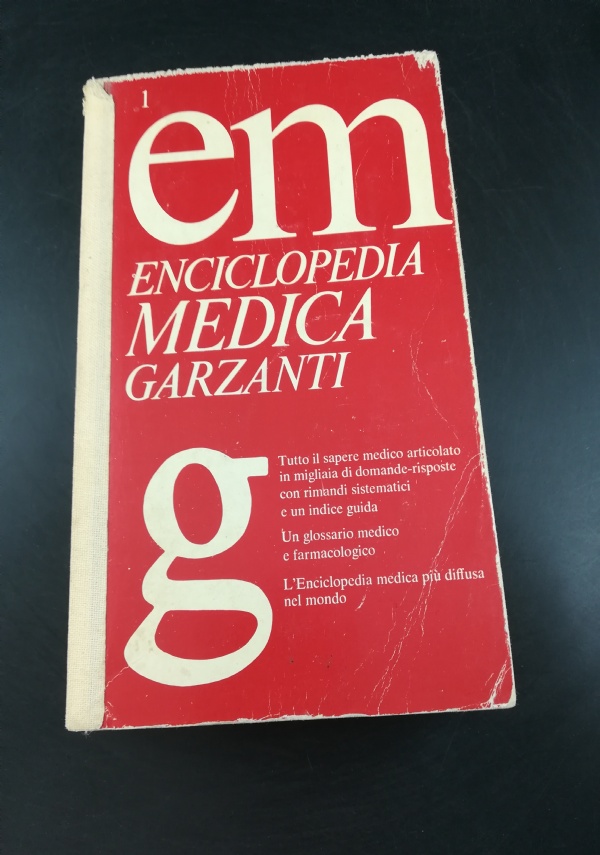 1
em
ENCICLOPEDIA
MEDICA
GARZANTI
g
Tutto il sapere medico articolato
in migliaia di domande-risposte
con rimandi sistematici
e un indice guida
Un glossario medico
e farmacologico
L'Enciclopedia medica più diffusa
nel mondo